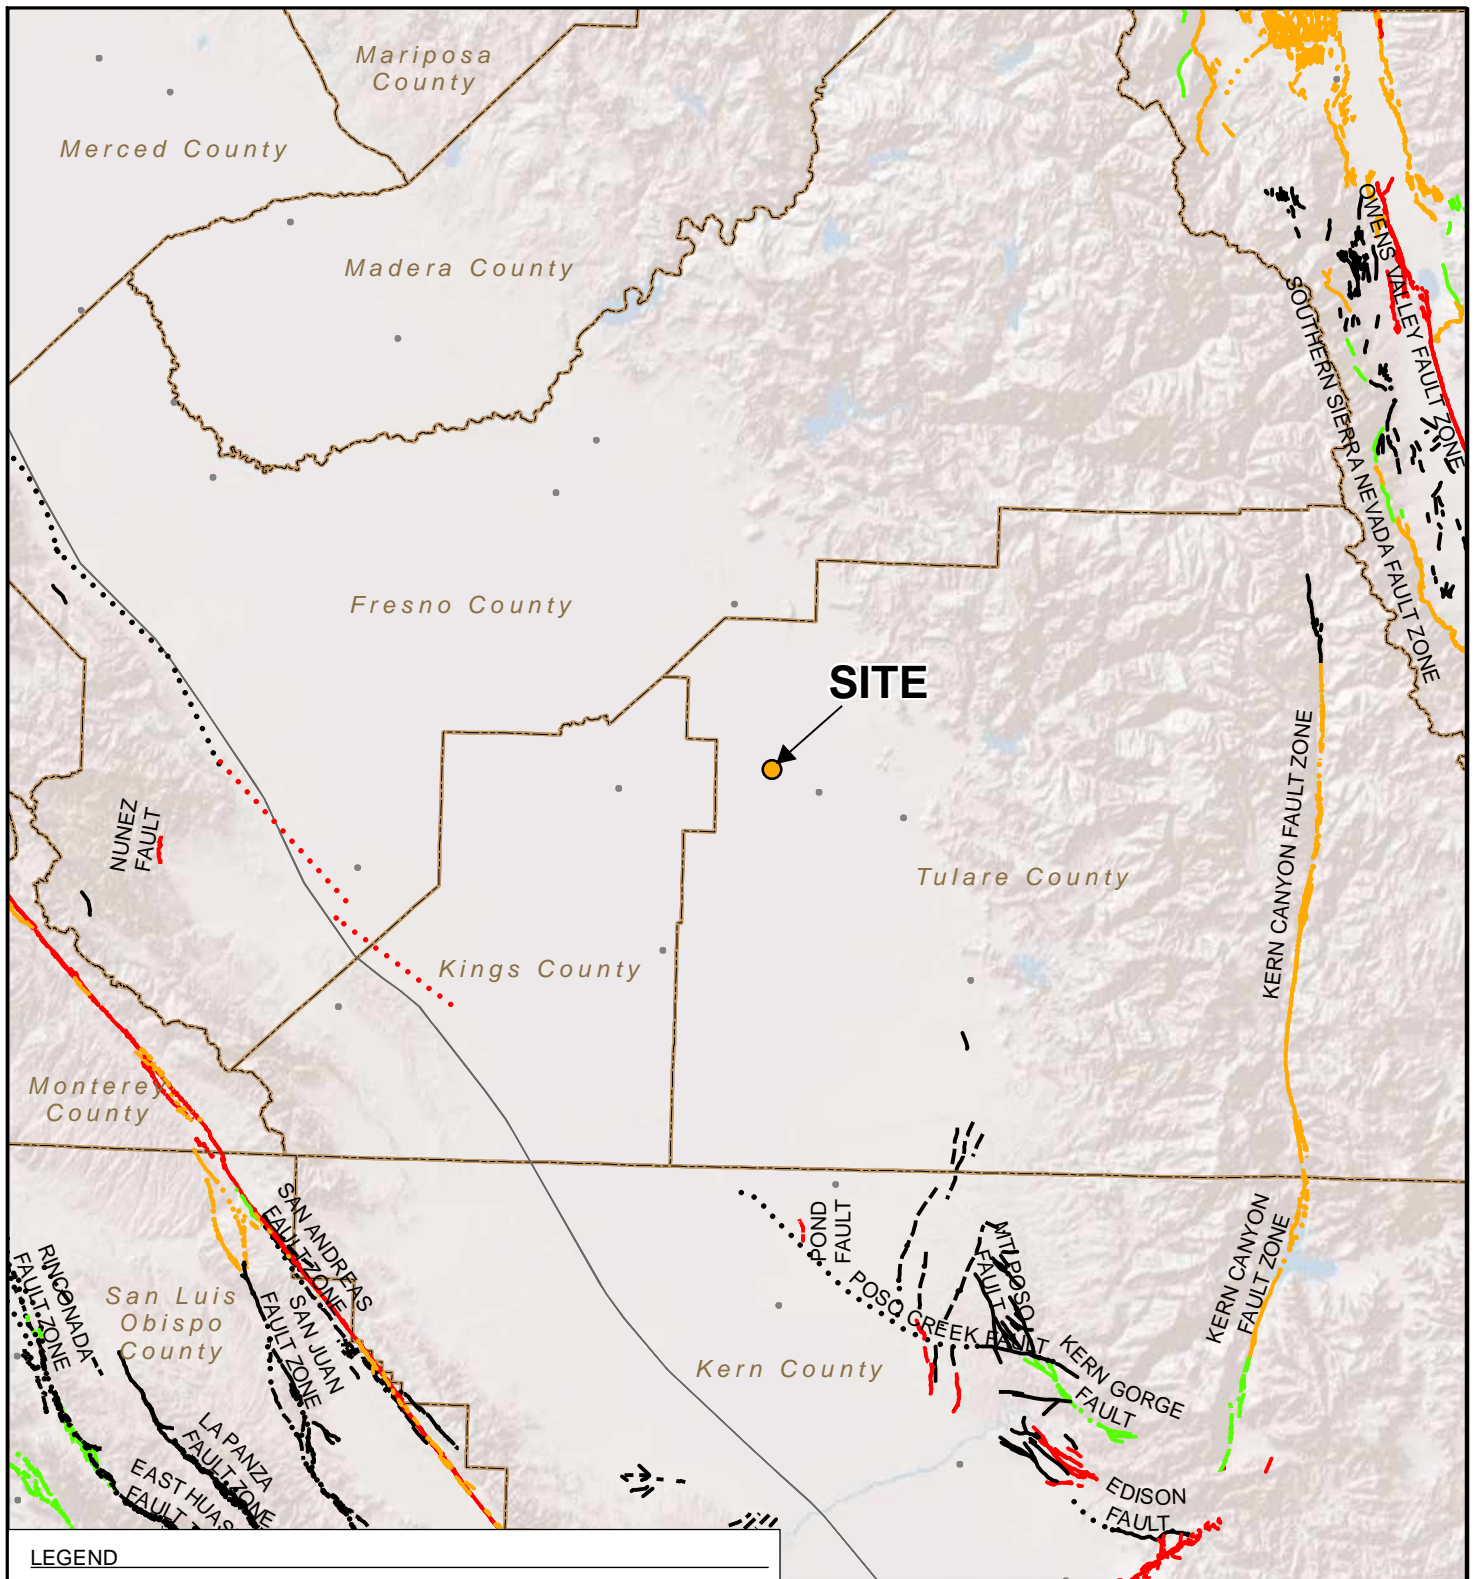 Mariposa
County
Merced County
Madera County
OWENS VALLEY FAULT ZONE
SOUTHERN SIERRA NEVADA FAULT ZONE
Fresno County
SITE
KERN CANYON FAULT ZONE
NUNEZ
FAULT
Tulare County
Kings County
Monterey
County
SAN ANDREAS
FAULT ZONE
POND
FAULT
MT POSO
FAULT
KERN CANYON
FAULT ZONE
RINCONADA
FAULT ZONE
San Luis
Obispo
County
SAN JUAN
FAULT ZONE
POSO CREEK FAULT
Kern County
KERN GORGE
FAULT
LA PANZA
FAULT ZONE
EAST HUAS
FAULT
EDISON
FAULT
LEGEND